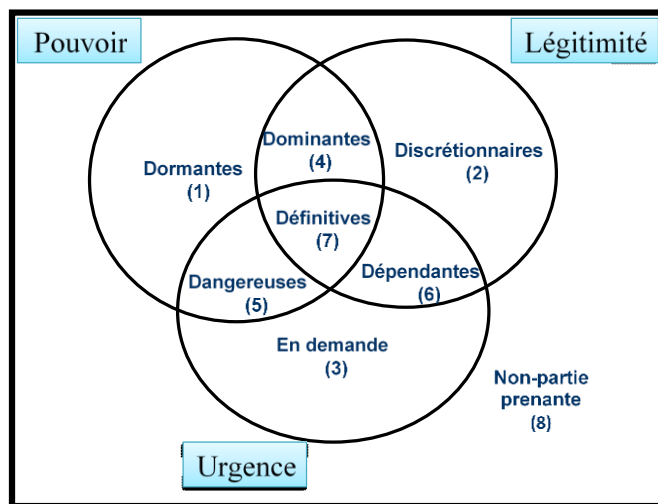 Pouvoir
Légitimité
Dominantes
(4)
Discrétionnaires
(2)
Dormantes
(1)
Définitives
(7)
Dépendantes
(6)
Dangereuses
(5)
En demande
(3)
Non-partie
prenante
(8)
Urgence